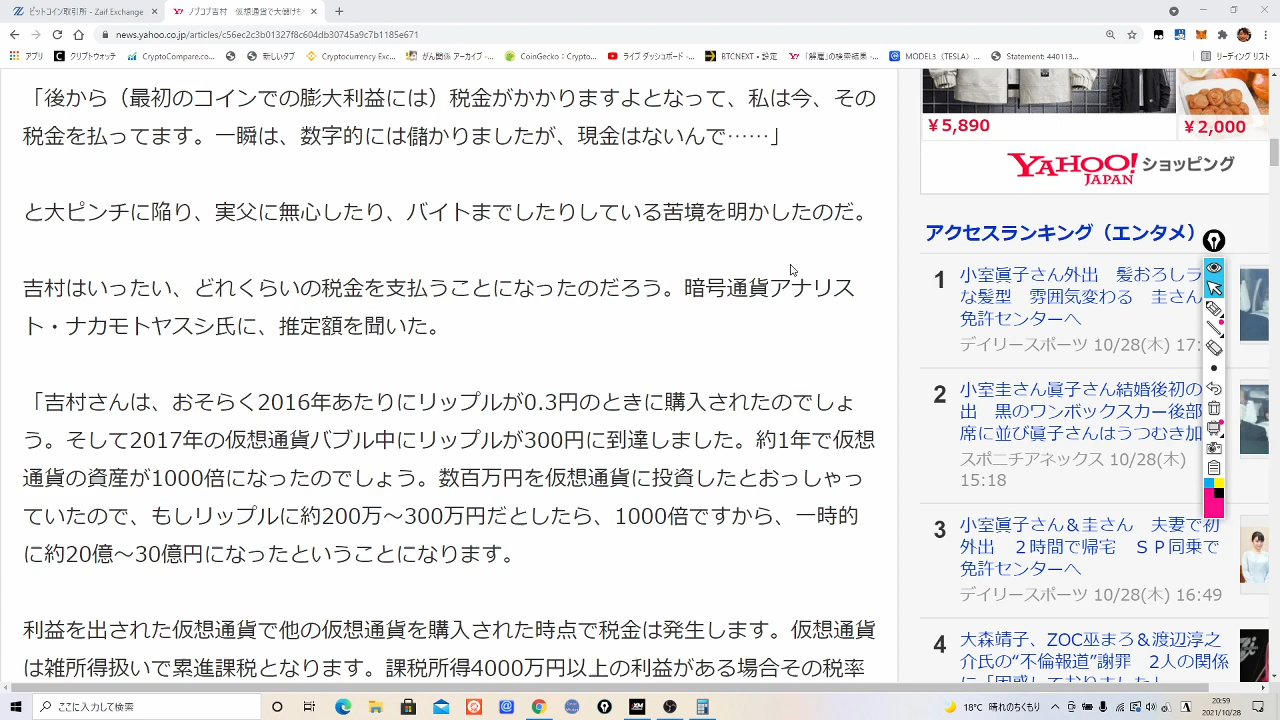 ビットコイン取引所 - Zaif Exchange
ノブコブ吉村　仮想通貨で大儲けも
news.yahoo.co.jp/articles/c56ec2c3b01327f8c604db30745a9c7b1185e671
アプリ
クリプトウォッチ
CryptoCompare...
新しいタブ
Cryptocurrency Exc...
がん関係 アーカイブ -...
CoinGecko : Crypto...
ライブ ダッシュボード -...
BTCNEXT • 設定
「解雇」の検索結果 -...
MODEL3（TESLA）...
Statement: 440113...
リーディング リスト
「後から（最初のコインでの膨大利益には）税金がかかりますよとなって、私は今、その
税金を払ってます。一瞬は、数字的には儲かりましたが、現金はないんで……」
と大ピンチに陥り、実父に無心したり、バイトまでしたりしている苦境を明かしたのだ。
吉村はいったい、どれくらいの税金を支払うことになったのだろう。暗号通貨アナリス
ト・ナカモトヤスシ氏に、推定額を聞いた。
「吉村さんは、おそらく2016年あたりにリップルが0.3円のときに購入されたのでしょ
う。そして2017年の仮想通貨バブル中にリップルが300円に到達しました。約1年で仮想
通貨の資産が1000倍になったのでしょう。数百万円を仮想通貨に投資したとおっしゃっ
ていたので、もしリップルに約200万～300万円だとしたら、1000倍ですから、一時的
に約20億～30億円になったということになります。
利益を出された仮想通貨で他の仮想通貨を購入された時点で税金は発生します。仮想通貨
は雑所得扱いで累進課税となります。課税所得4000万円以上の利益がある場合その税率
¥5,890
¥2,000
YAHOO! JAPAN ショッピング
アクセスランキング（エンタメ）
1
小室眞子さん外出　髪おろしラ
な髪型　雰囲気変わる　圭さん
免許センターへ
デイリースポーツ 10/28(木) 17:
2
小室圭さん眞子さん結婚後初の
出　黒のワンボックスカー後部
席に並び眞子さんはうつむき加
スポニチアネックス 10/28(木)
15:18
3
小室眞子さん＆圭さん　夫妻で初
外出　２時間で帰宅　ＳＰ同乗で
免許センターへ
デイリースポーツ 10/28(木) 16:49
4
大森靖子、ZOC巫まろ＆渡辺淳之
介氏の“不倫報道”謝罪　2人の関係
ここに入力して検索
18℃ 晴れのちくもり
20:59
2021/10/28